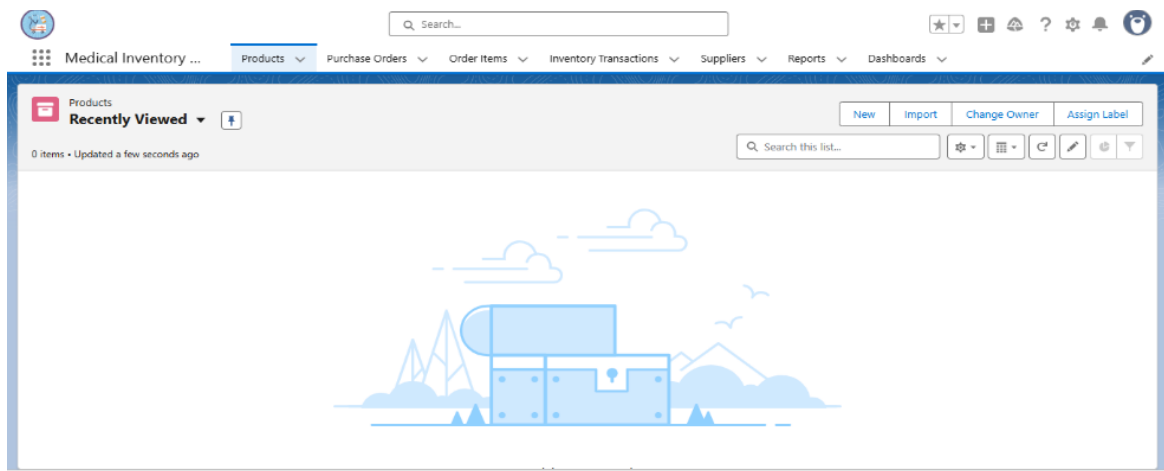 Search...
Medical Inventory ... Products Purchase Orders Order Items Inventory Transactions Suppliers Reports Dashboards
Products
Recently Viewed
New Import Change Owner Assign Label
0 items • Updated a few seconds ago
Search this list...